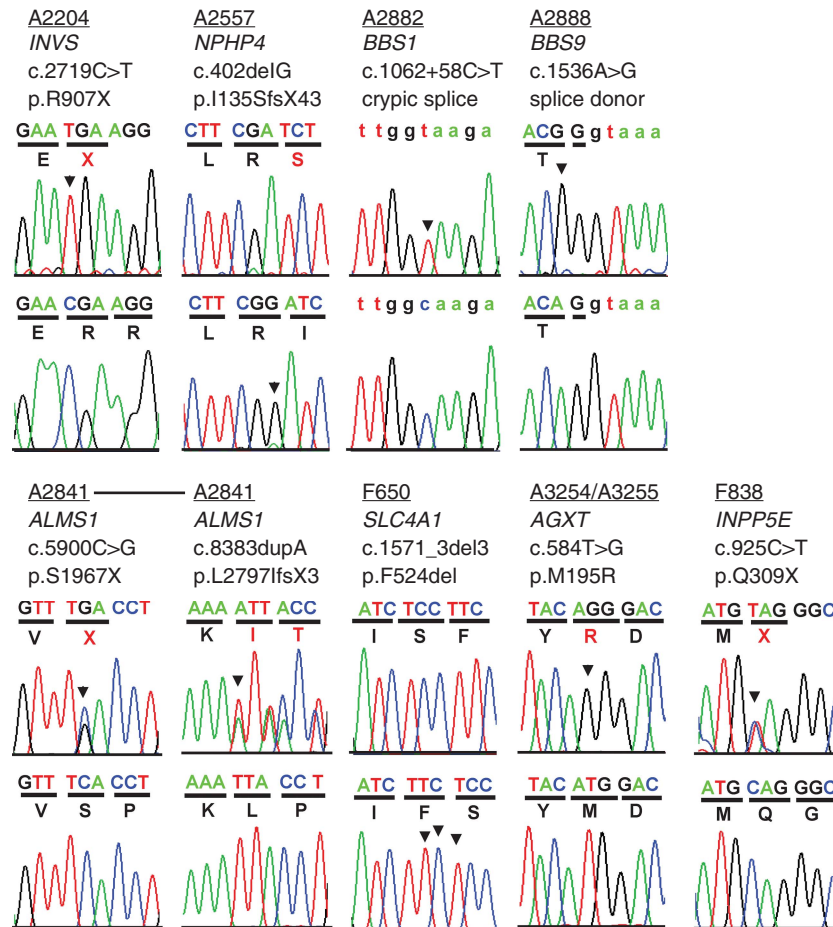 A2204
INVS
c.2719C>T
p.R907X
GAA TGA AGG
E X
GAA CGA AGG
E R R
A2557
NPHP4
c.402delG
p.I135SfsX43
CTT CGA TCT
L R S
CTT CGG ATC
L R I
A2882
BBS1
c.1062+58C>T
crypic splice
t t g g t a a g a
t t g g c a a g a
A2888
BBS9
c.1536A>G
splice donor
ACG G g t a a a
T
ACA G g t a a a
T
A2841
ALMS1
c.5900C>G
p.S1967X
GTT TGA CCT
V X
GTT TCA CCT
V S P
A2841
ALMS1
c.8383dupA
p.L2797IfsX3
AAA ATT ACC
K I T
AAA TTA CC T
K L P
F650
SLC4A1
c.1571_3del3
p.F524del
ATC TCC TTC
I S F
ATC TTC TCC
I F S
A3254/A3255
AGXT
c.584T>G
p.M195R
TAC AGG GAC
Y R D
TAC ATG GAC
Y M D
F838
INPP5E
c.925C>T
p.Q309X
ATG TAG GGC
M X
ATG CAG GGC
M Q G